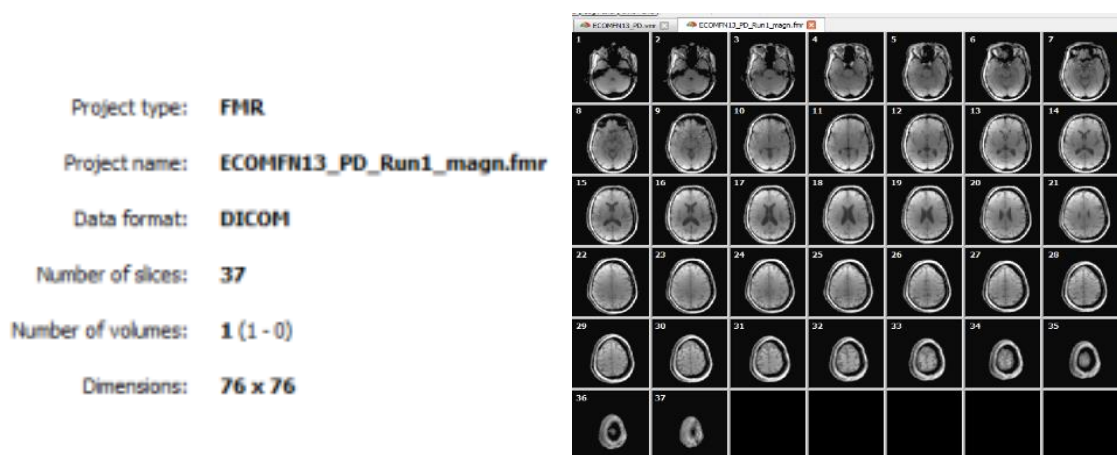 Project type: FMR
Project name: ECOMFN13_PD_Run1_magn.fmr
Data format: DICOM
Number of slices: 37
Number of volumes: 1 (1 - 0)
Dimensions: 76 x 76
ECOMFN13_PD.vmr ECOMFN13_PD_Run1_magn.fmr
1 2 3 4 5 6 7
8 9 10 11 12 13 14
15 16 17 18 19 20 21
22 23 24 25 26 27 28
29 30 31 32 33 34 35
36 37